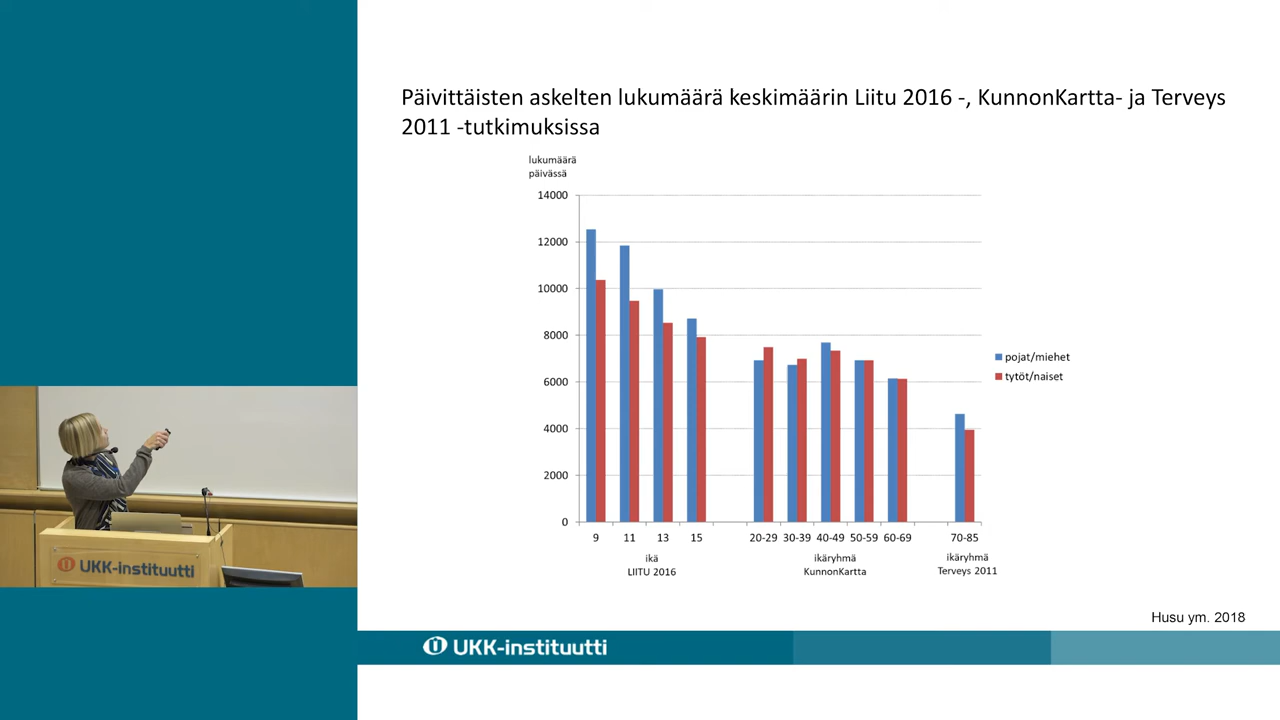 Päivittäisten askelten lukumäärä keskimäärin Liitu 2016 -, KunnonKartta- ja Terveys
2011 -tutkimuksissa
lukumäärä
päivässä
14000
12000
10000
8000
6000
4000
2000
0
9 11 13 15 20-29 30-39 40-49 50-59 60-69 70-85
ikä
LIITU 2016
ikäryhmä
KunnonKartta
ikäryhmä
Terveys 2011
pojat/miehet
tytöt/naiset
Husu ym. 2018
UKK-instituutti
UKK-instituutti